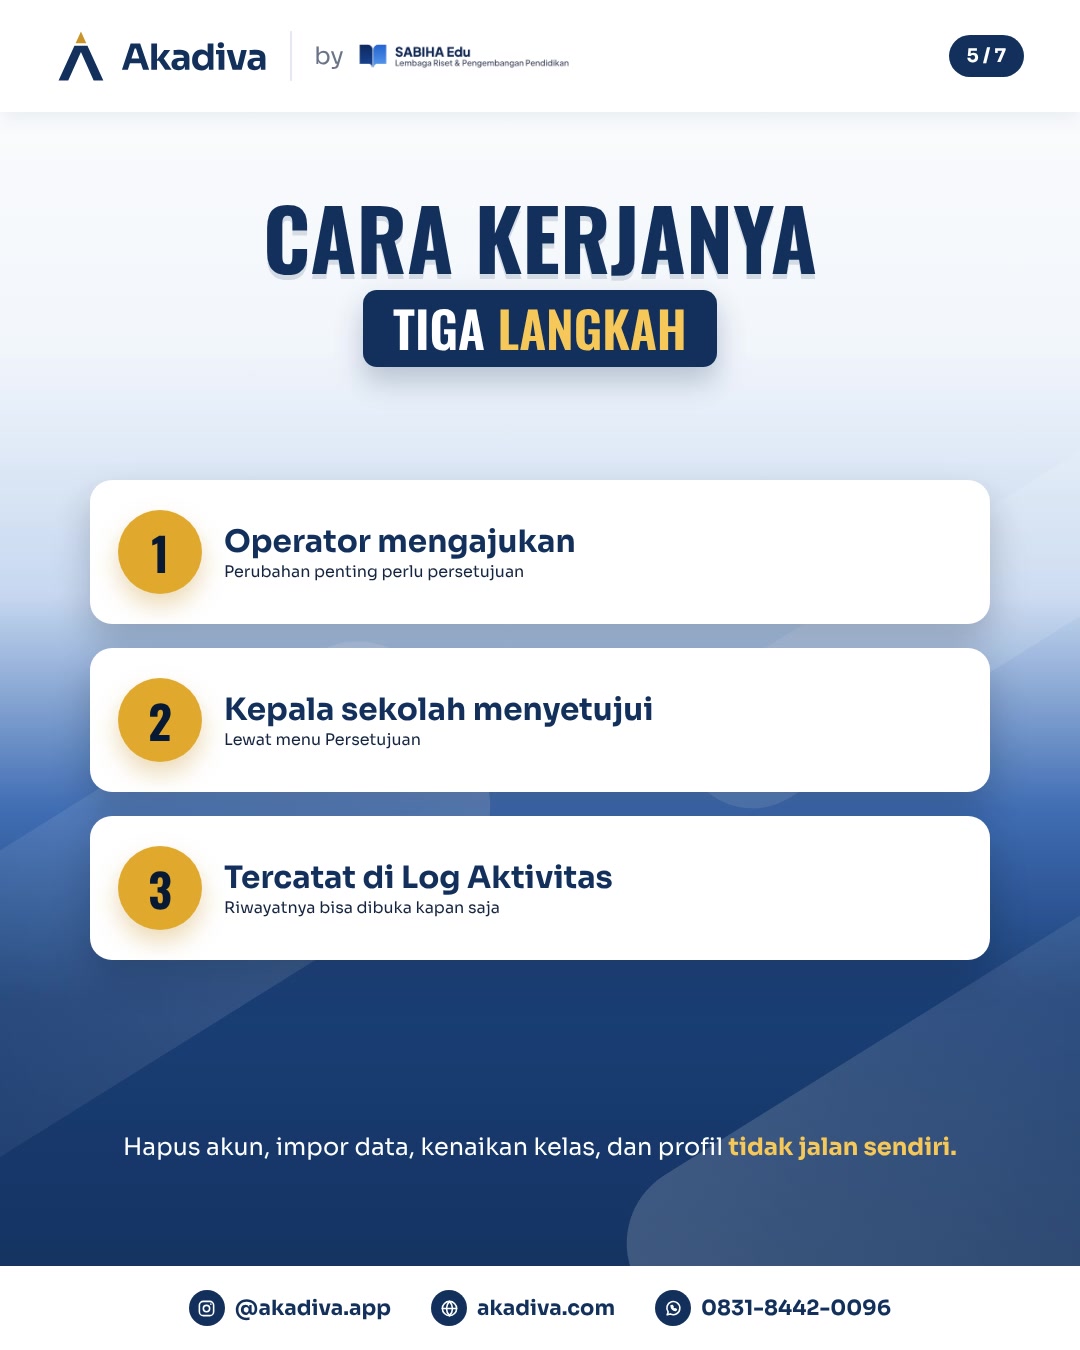 Akadiva
by
SABIHA Edu
Lembaga Riset & Pengembangan Pendidikan
5 / 7
CARA KERJANYA
TIGA LANGKAH
1
Operator mengajukan
Perubahan penting perlu persetujuan
2
Kepala sekolah menyetujui
Lewat menu Persetujuan
3
Tercatat di Log Aktivitas
Riwayatnya bisa dibuka kapan saja
Hapus akun, impor data, kenaikan kelas, dan profil tidak jalan sendiri.
@akadiva.app
akadiva.com
0831-8442-0096